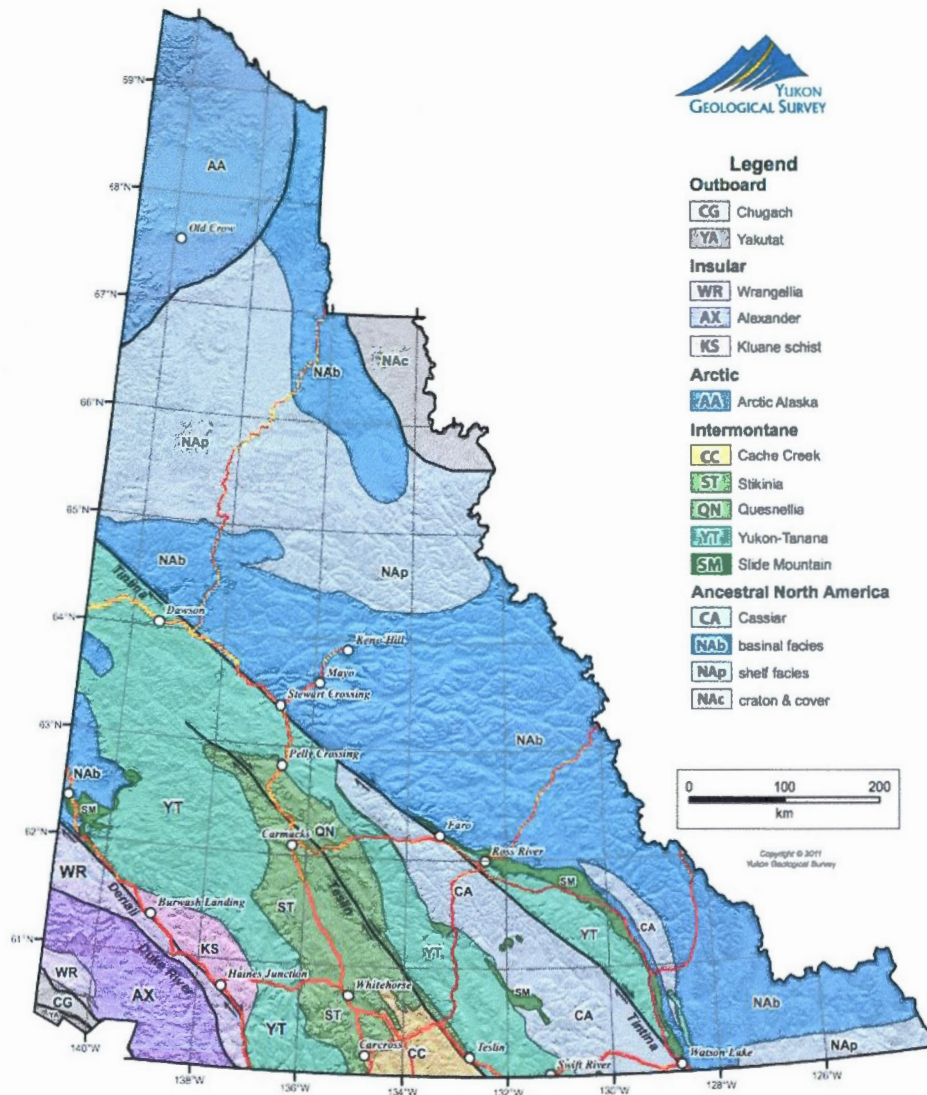 YUKON
GEOLOGICAL SURVEY
Legend
Outboard
CG Chugach
YA Yakutat
Insular
WR Wrangellia
AX Alexander
KS Kluane schist
Arctic
AA Arctic Alaska
Intermontane
CC Cache Creek
ST Stikinia
QN Quesnellia
YT Yukon-Tanana
SM Slide Mountain
Ancestral North America
CA Cassiar
NAb basinal facies
NAp shelf facies
NAc craton & cover
0 100 200
km
Copyright © 2011
Yukon Geological Survey
69°N
68°N
67°N
66°N
65°N
64°N
63°N
62°N
61°N
140°W
138°W
136°W
134°W
132°W
130°W
128°W
126°W
AA
Old Crow
NAc
NAb
NAp
NAb
NAp
Tintina
Dawson
Keno Hill
Mayo
Stewart Crossing
NAb
Pelly Crossing
NAb
SM
YT
QN
Faro
Carmacks
Ross River
SM
WR
Denali
Teslin
CA
CA
Burwash Landing
ST
YT
KS
Duke River
YT
Haines Junction
WR
AX
Whitehorse
SM
CG
YA
YT
ST
CA
Tintina
NAb
Carcross
CC
Teslin
Swift River
Watson Lake
NAp